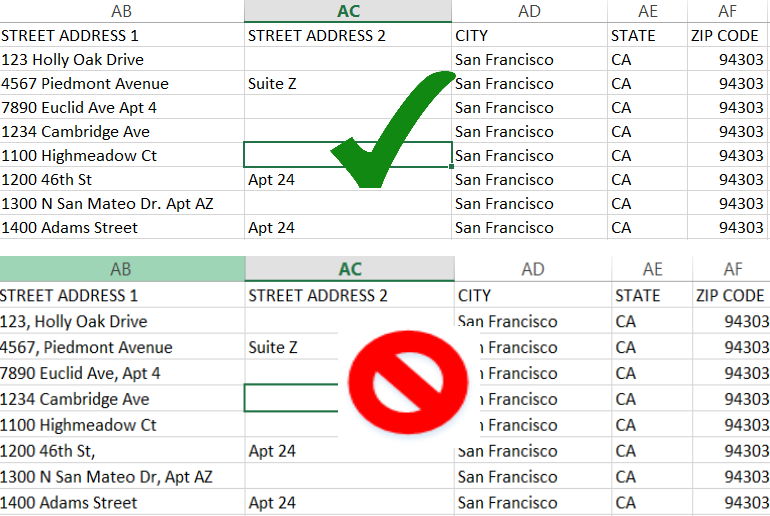 AB AC AD AE AF
STREET ADDRESS 1 STREET ADDRESS 2 CITY STATE ZIP CODE
123 Holly Oak Drive San Francisco CA 94303
4567 Piedmont Avenue Suite Z San Francisco CA 94303
7890 Euclid Ave Apt 4 San Francisco CA 94303
1234 Cambridge Ave San Francisco CA 94303
1100 Highmeadow Ct San Francisco CA 94303
1200 46th St Apt 24 San Francisco CA 94303
1300 N San Mateo Dr. Apt AZ San Francisco CA 94303
1400 Adams Street Apt 24 San Francisco CA 94303
AB AC AD AE AF
STREET ADDRESS 1 STREET ADDRESS 2 CITY STATE ZIP CODE
123, Holly Oak Drive San Francisco CA 94303
4567, Piedmont Avenue Suite Z Francisco CA 94303
7890 Euclid Ave, Apt 4 Francisco CA 94303
1234 Cambridge Ave Francisco CA 94303
1100 Highmeadow Ct Francisco CA 94303
1200 46th St, Apt 24 San Francisco CA 94303
1300 N San Mateo Dr, Apt AZ San Francisco CA 94303
1400 Adams Street Apt 24 San Francisco CA 94303